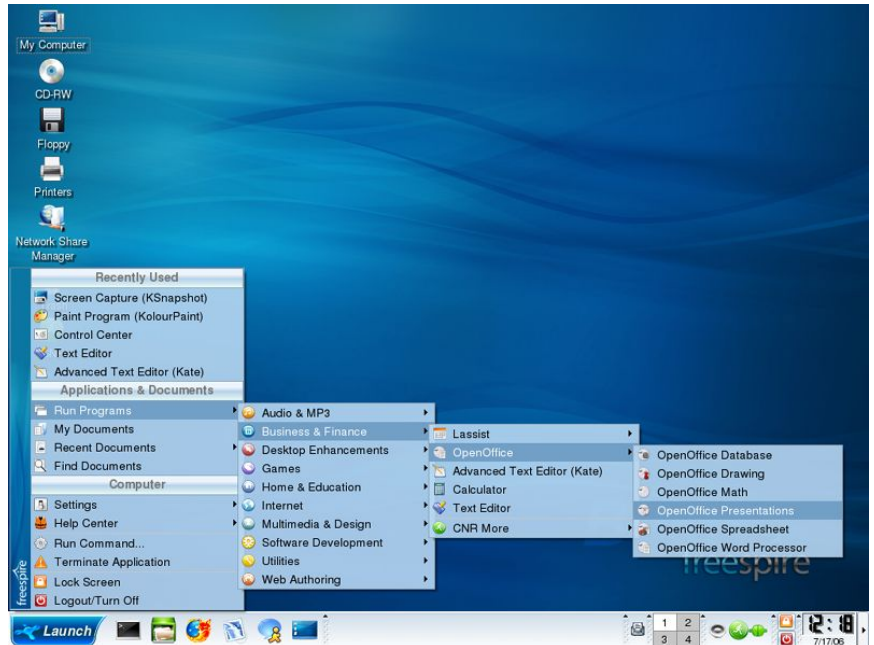 My Computer
CD-RW
Floppy
Printers
Network Share
Manager
Recently Used
Screen Capture (KSnapshot)
Paint Program (KolourPaint)
Control Center
Text Editor
Advanced Text Editor (Kate)
Applications & Documents
Run Programs
My Documents
Recent Documents
Find Documents
Computer
Settings
Help Center
Run Command...
Terminate Application
Lock Screen
Logout/Turn Off
freespire
Audio & MP3
Business & Finance
Desktop Enhancements
Games
Home & Education
Internet
Multimedia & Design
Software Development
Utilities
Web Authoring
Lassist
OpenOffice
Advanced Text Editor (Kate)
Calculator
Text Editor
CNR More
OpenOffice Database
OpenOffice Drawing
OpenOffice Math
OpenOffice Presentations
OpenOffice Spreadsheet
OpenOffice Word Processor
freespire
Launch
1 2
3 4
12:18
7/17/06